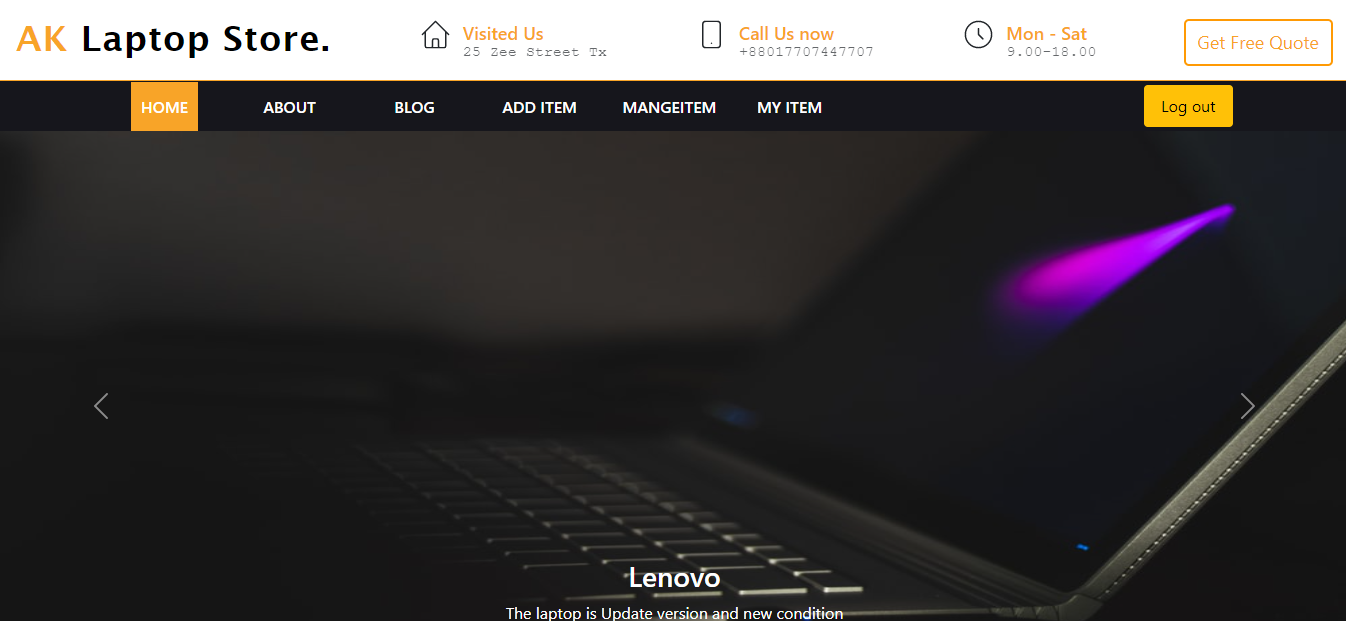 AK Laptop Store.
Visited Us
25 Zee Street Tx
Call Us now
+88017707447707
Mon - Sat
9.00-18.00
Get Free Quote
HOME
ABOUT
BLOG
ADD ITEM
MANGEITEM
MY ITEM
Log out
Lenovo
The laptop is Update version and new condition